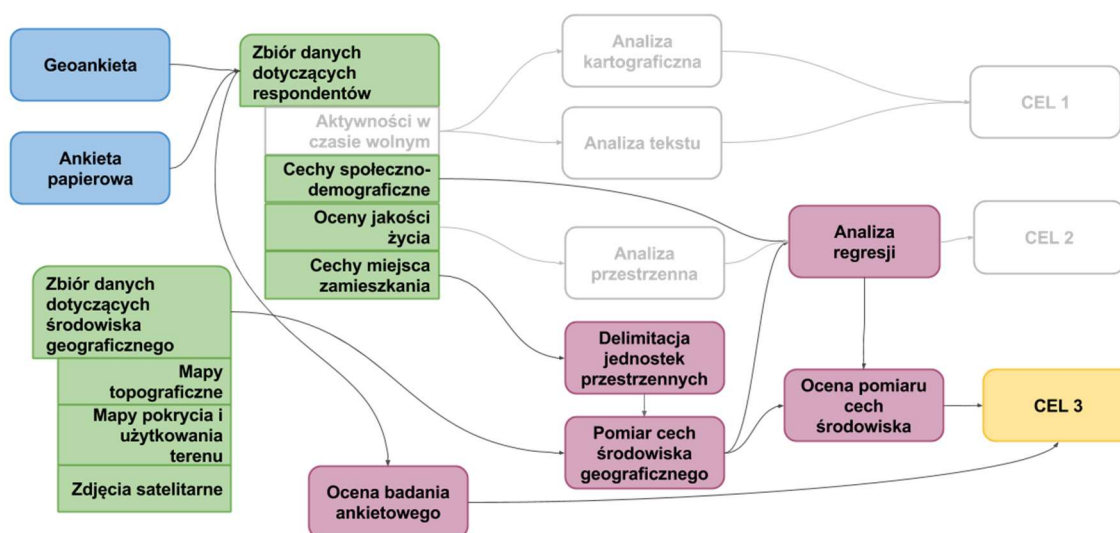 Geoankieta
Ankieta
papierowa
Zbiór danych
dotyczących
respondentów
Aktywności w
czasie wolnym
Cechy społeczno-
demograficzne
Oceny jakości
życia
Cechy miejsca
zamieszkania
Zbiór danych
dotyczących
środowiska
geograficznego
Mapy
topograficzne
Mapy pokrycia i
użytkowania
terenu
Zdjęcia satelitarne
Ocena badania
ankietowego
Analiza
kartograficzna
Analiza tekstu
Analiza
przestrzenna
Delimitacja
jednostek
przestrzennych
Pomiar cech
środowiska
geograficznego
Analiza
regresji
Ocena pomiaru
cech
środowiska
CEL 1
CEL 2
CEL 3